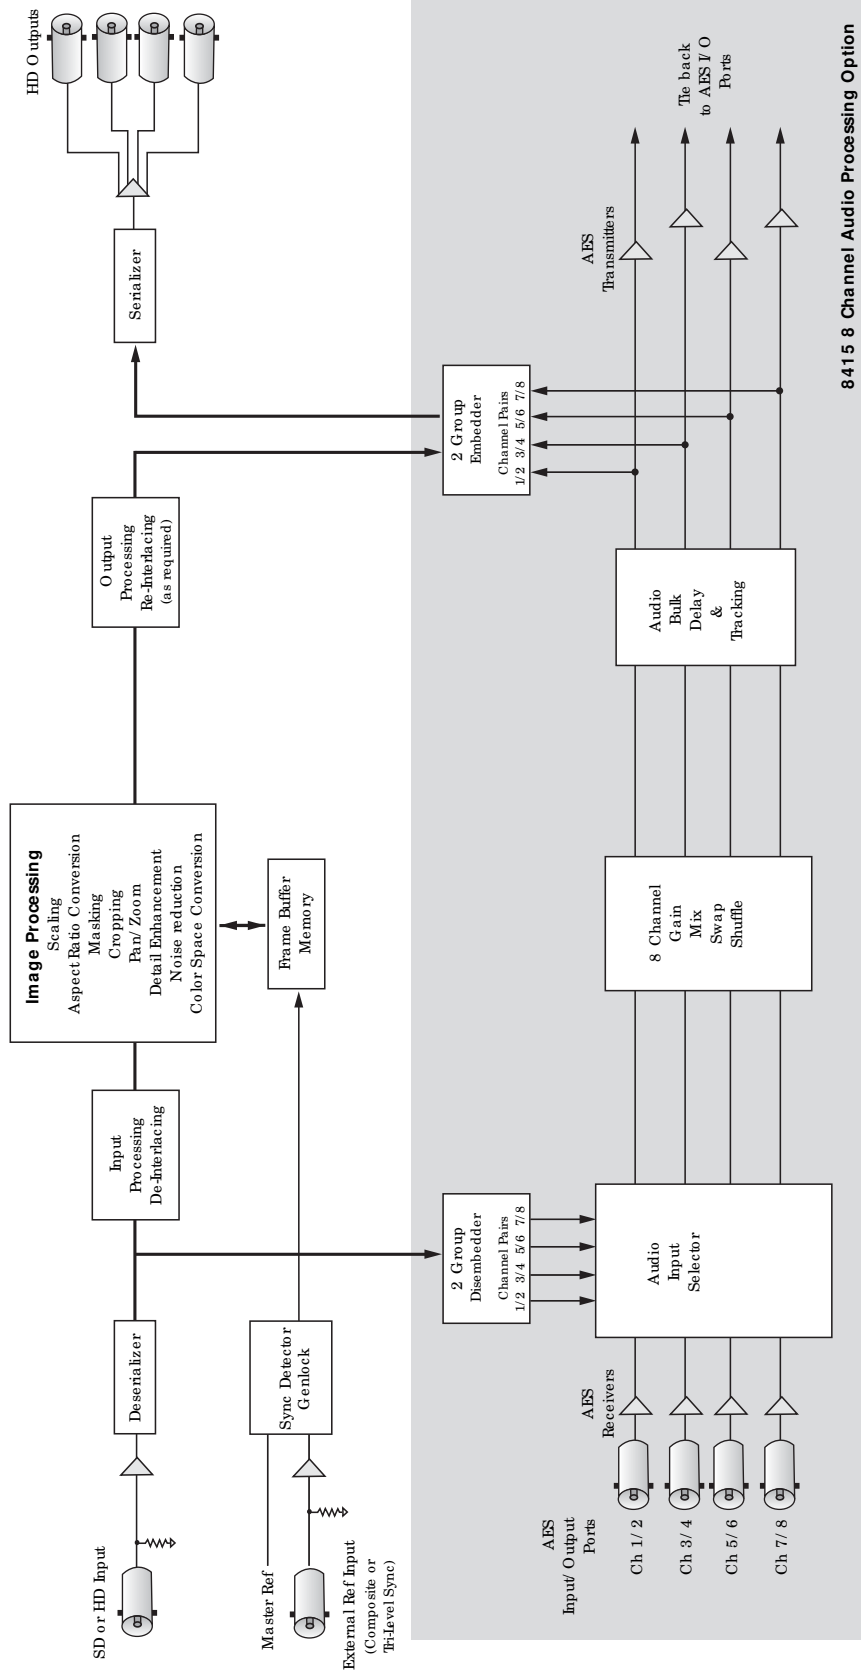 SD or HD Input
Deserializer
Input
Processing
De-Interlacing
Image Processing
Scaling
Aspect Ratio Conversion
Masking
Cropping
Pan/Zoom
Detail Enhancement
Noise reduction
Color Space Conversion
Output
Processing
Re-Interlacing
(as required)
Serializer
HD Outputs
Master Ref
External Ref Input
(Composite or
Tri-Level Sync)
Sync Detector
Genlock
Frame Buffer
Memory
2 Group
Disembedder
Channel Pairs
1/2 3/4 5/6 7/8
2 Group
Embedder
Channel Pairs
1/2 3/4 5/6 7/8
AES
Input/Output
Ports
Ch 1/2
Ch 3/4
Ch 5/6
Ch 7/8
AES
Receivers
Audio
Input
Selector
8 Channel
Gain
Mix
Swap
Shuffle
Audio
Bulk
Delay
&
Tracking
AES
Transmitters
Tie back
to AES I/O
Ports
8415 8 Channel Audio Processing Option